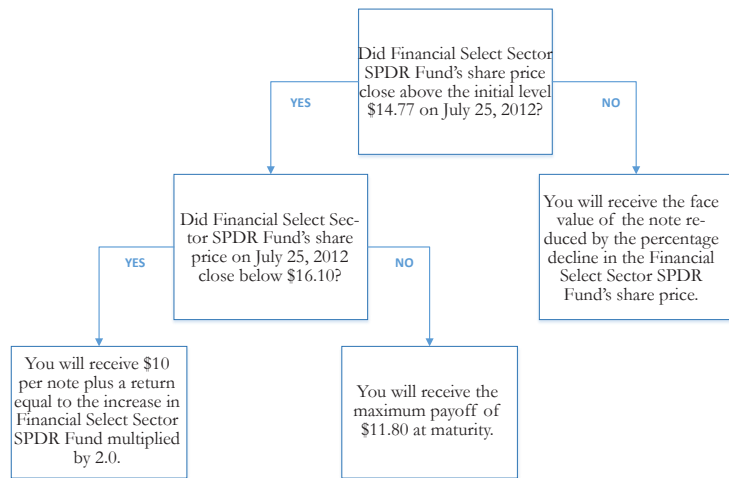 Did Financial Select Sector
SPDR Fund's share price
close above the initial level
$14.77 on July 25, 2012?
YES
NO
Did Financial Select Sec-
tor SPDR Fund's share
price on July 25, 2012
close below $16.10?
You will receive the face
value of the note re-
duced by the percentage
decline in the Financial
Select Sector SPDR
Fund's share price.
YES
NO
You will receive $10
per note plus a return
equal to the increase in
Financial Select Sector
SPDR Fund multiplied
by 2.0.
You will receive the
maximum payoff of
$11.80 at maturity.